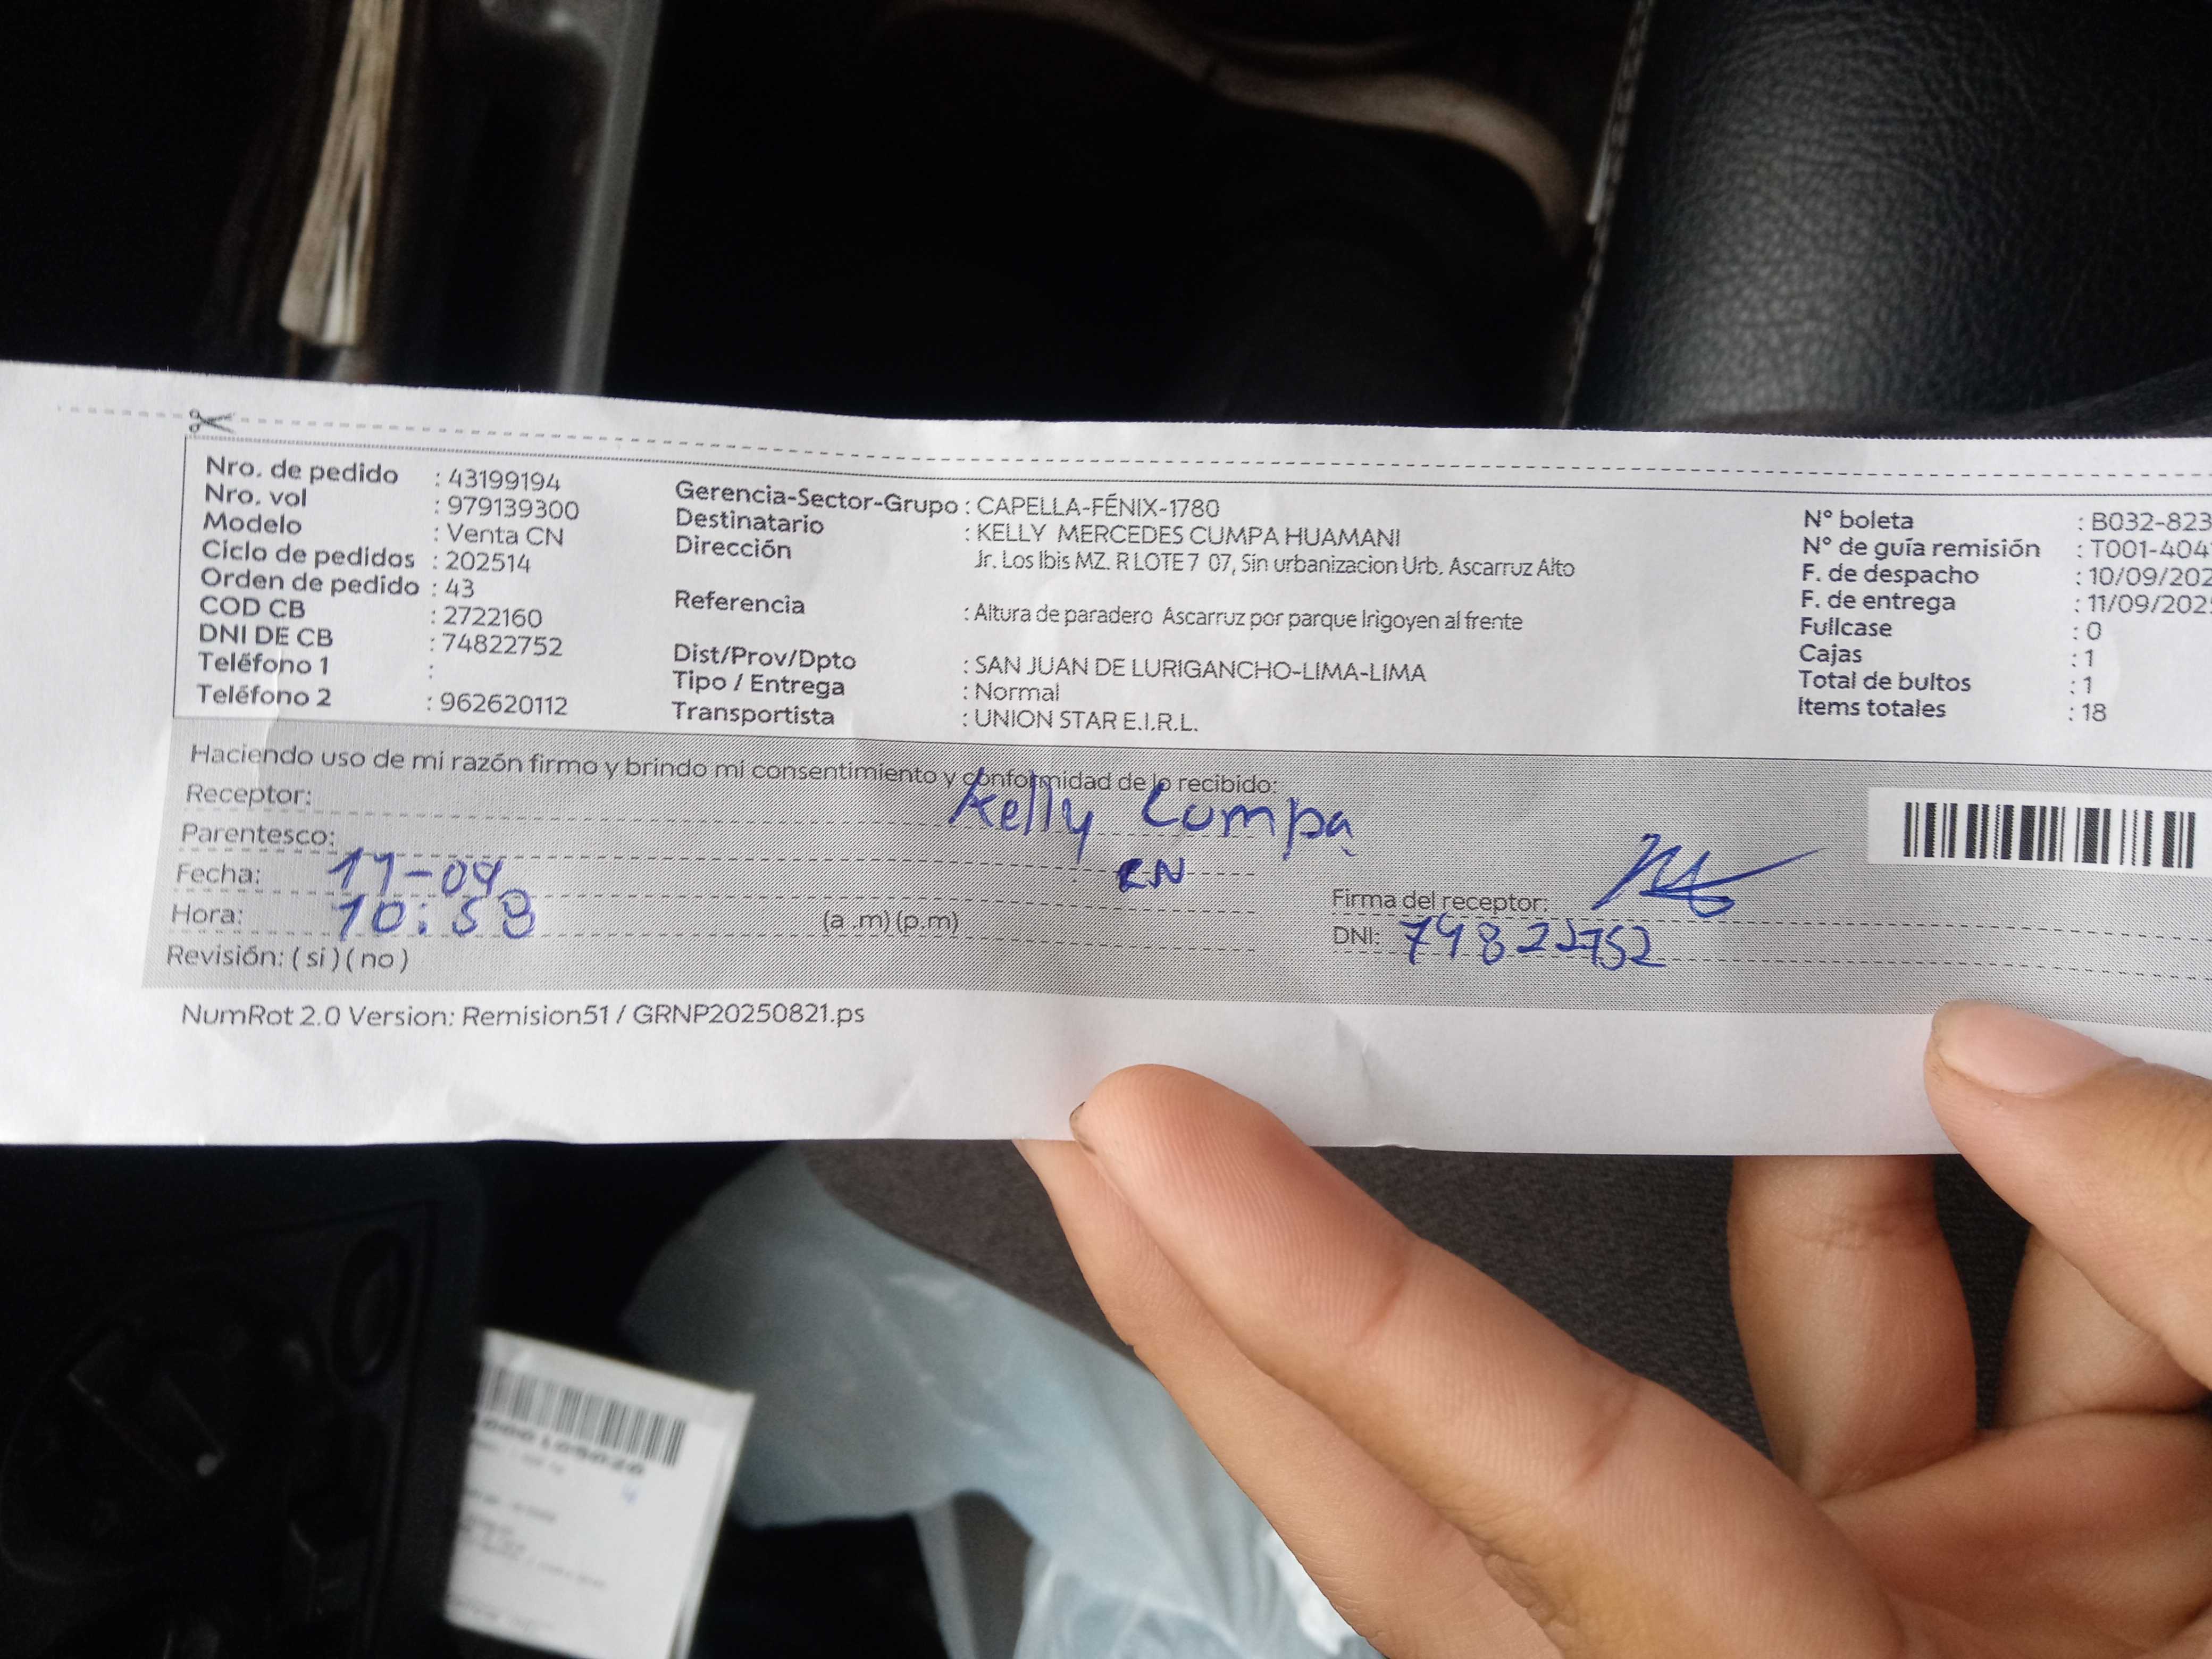 Nro. de pedido : 43199194
Nro. vol : 979139300
Modelo : Venta CN
Ciclo de pedidos : 202514
Orden de pedido : 43
COD CB : 2722160
DNI DE CB : 74822752
Teléfono 1 :
Teléfono 2 : 962620112
Gerencia-Sector-Grupo : CAPELLA-FÉNIX-1780
Destinatario : KELLY MERCEDES CUMPA HUAMANI
Dirección Jr. Los Ibis MZ. R LOTE 7 07, Sin urbanizacion Urb. Ascarruz Alto
Referencia : Altura de paradero Ascarruz por parque Irigoyen al frente
Dist/Prov/Dpto : SAN JUAN DE LURIGANCHO-LIMA-LIMA
Tipo / Entrega : Normal
Transportista : UNION STAR E.I.R.L.
N° boleta : B032-823
N° de guía remisión : T001-404
F. de despacho : 10/09/202
F. de entrega : 11/09/202
Fullcase : 0
Cajas : 1
Total de bultos : 1
Items totales : 18
Haciendo uso de mi razón firmo y brindo mi consentimiento y conformidad de lo recibido:
Receptor: Kelly Cumpa
Parentesco: CN
Fecha: 11-09
Hora: 10:58 (a .m) (p.m)
Revisión: ( si ) ( no )
Firma del receptor:
DNI: 74822752
NumRot 2.0 Version: Remision51 / GRNP20250821.ps